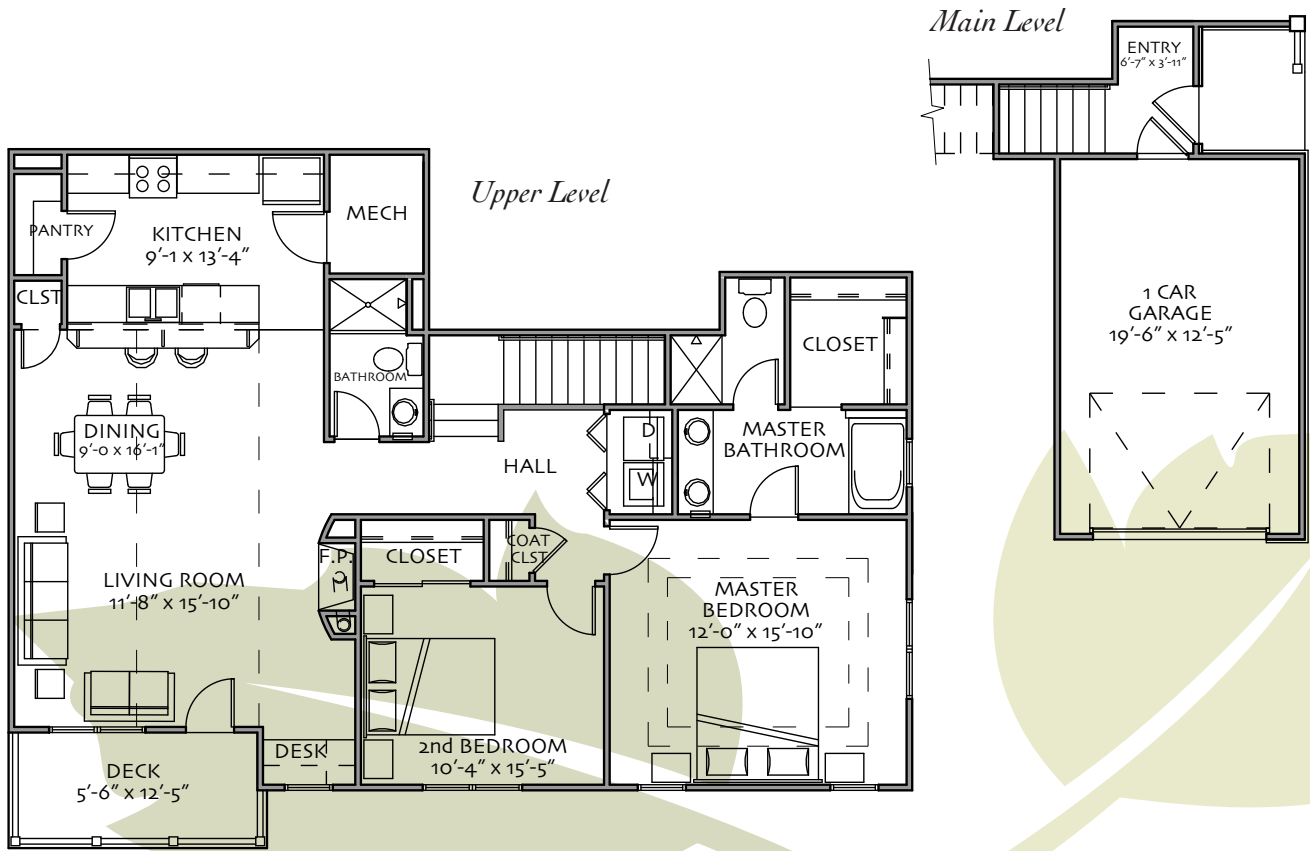 Main Level
ENTRY
6'-7" x 3'-11"
Upper Level
MECH
PANTRY
KITCHEN
9'-1 x 13'-4"
CLST
1 CAR
GARAGE
19'-6" x 12'-5"
CLOSET
BATHROOM
DINING
9'-0 x 16'-1"
D
MASTER
BATHROOM
HALL
W
F.P.
CLOSET
COAT
CLST
LIVING ROOM
11'-8" x 15'-10"
MASTER
BEDROOM
12'-0" x 15'-10"
DESK
2nd BEDROOM
10'-4" x 15'-5"
DECK
5'-6" x 12'-5"